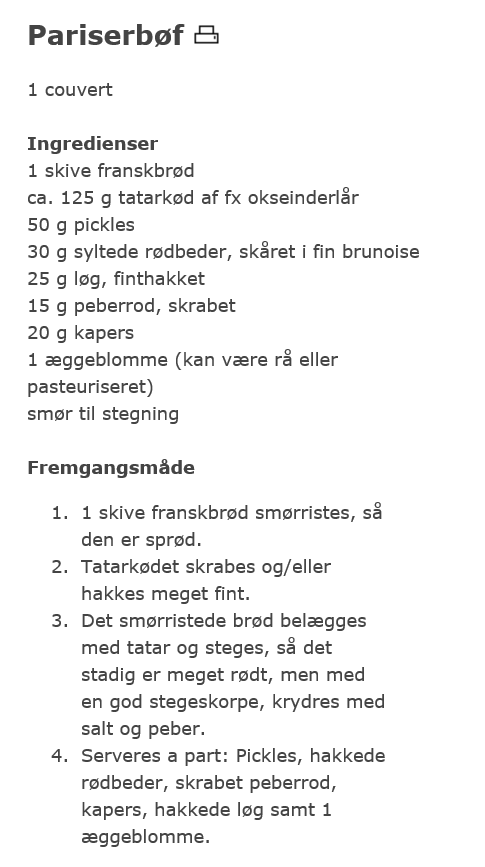 Pariserbøf
1 couvert
Ingredienser
1 skive franskbrød
ca. 125 g tatarkød af fx okseinderlår
50 g pickles
30 g syltede rødbeder, skåret i fin brunoise
25 g løg, finthakket
15 g peberrod, skrabet
20 g kapers
1 æggeblomme (kan være rå eller
pasteuriseret)
smør til stegning
Fremgangsmåde
1. 1 skive franskbrød smørristes, så
den er sprød.
2. Tatarkødet skrabes og/eller
hakkes meget fint.
3. Det smørristede brød belægges
med tatar og steges, så det
stadig er meget rødt, men med
en god stegeskorpe, krydres med
salt og peber.
4. Serveres a part: Pickles, hakkede
rødbeder, skrabet peberrod,
kapers, hakkede løg samt 1
æggeblomme.